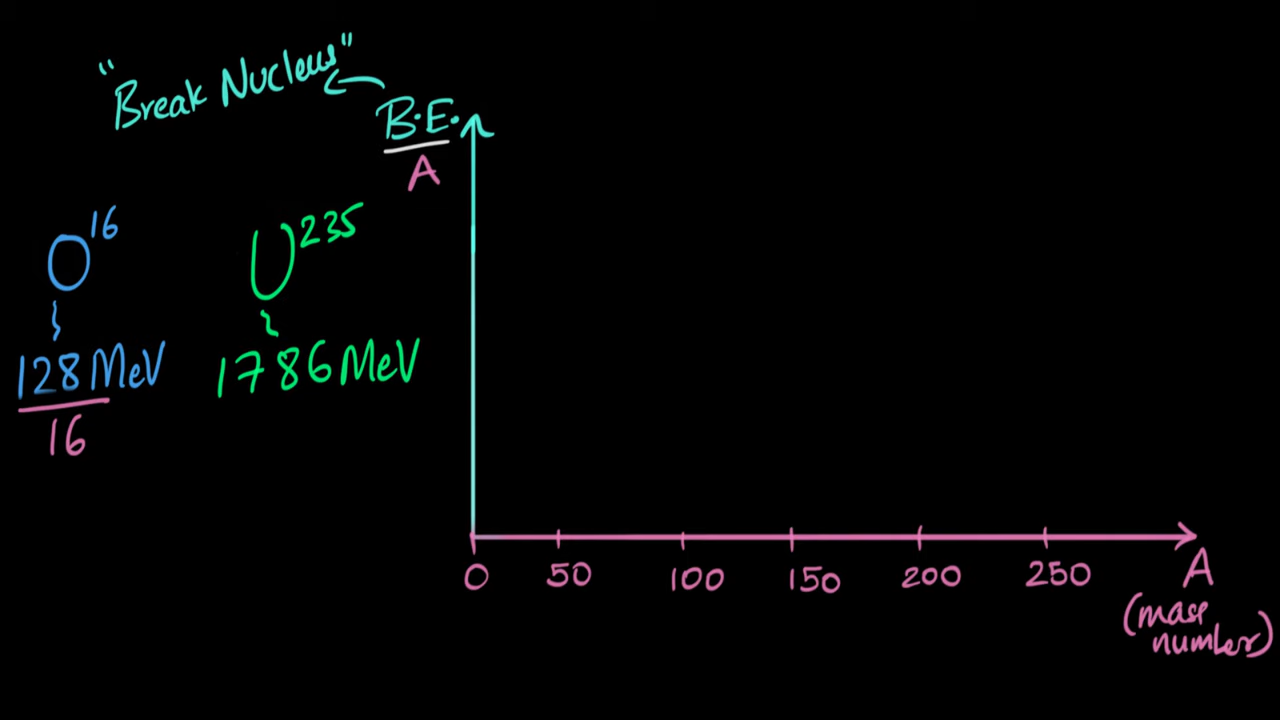 "Break Nucleus"
B.E.
A
O16
U235
128 MeV
16
1786 MeV
0 50 100 150 200 250 A
(mass
number)